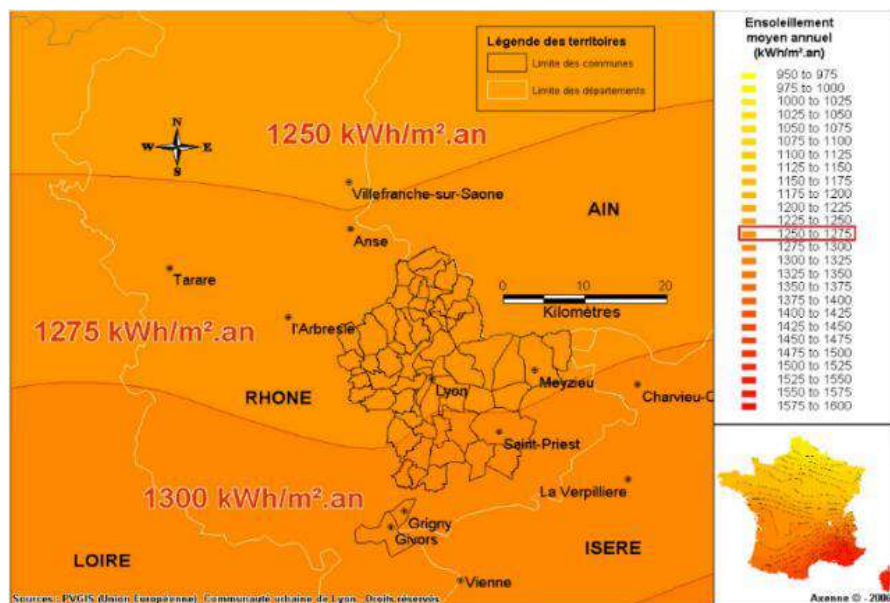 Légende des territoires
Limite des communes
Limite des départements
1250 kWh/m².an
N
W E
S
Villefranche-sur-Saone
AIN
Anse
Tarare
0 10 20
Kilomètres
l'Arbresle
1275 kWh/m².an
Meyzieu
Lyon
Charvieu-C
RHONE
Saint-Priest
La Verpilliere
1300 kWh/m².an
Grigny
Givors
LOIRE
ISERE
Vienne
Sources : PVGIS (Union Européenne), Communauté urbaine de Lyon - Droits réservés
Ensoleillement
moyen annuel
(kWh/m².an)
950 to 975
975 to 1000
1000 to 1025
1025 to 1050
1050 to 1075
1075 to 1100
1100 to 1125
1125 to 1150
1150 to 1175
1175 to 1200
1200 to 1225
1225 to 1250
1250 to 1275
1275 to 1300
1300 to 1325
1325 to 1350
1350 to 1375
1375 to 1400
1400 to 1425
1425 to 1450
1450 to 1475
1475 to 1500
1500 to 1525
1525 to 1550
1550 to 1575
1575 to 1600
Axenne © - 2006